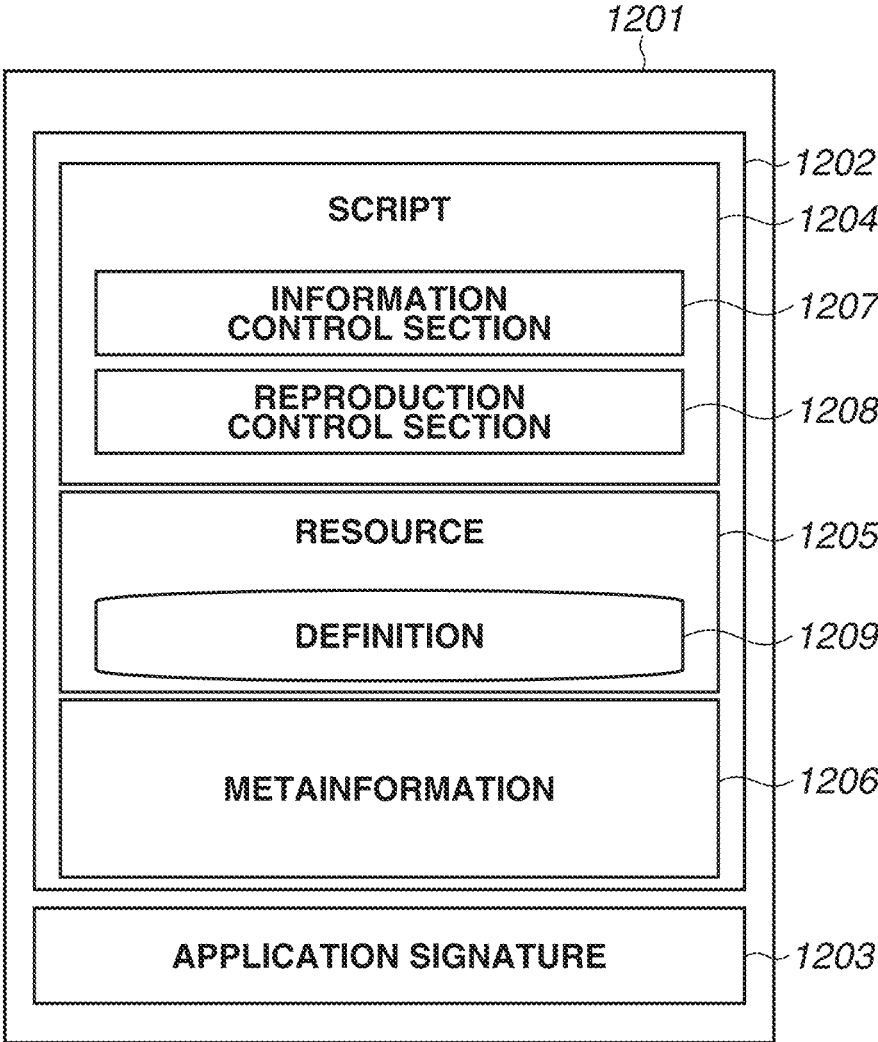 1201
1202
SCRIPT
1204
INFORMATION
CONTROL SECTION
1207
REPRODUCTION
CONTROL SECTION
1208
RESOURCE
1205
DEFINITION
1209
METAINFORMATION
1206
APPLICATION SIGNATURE
1203